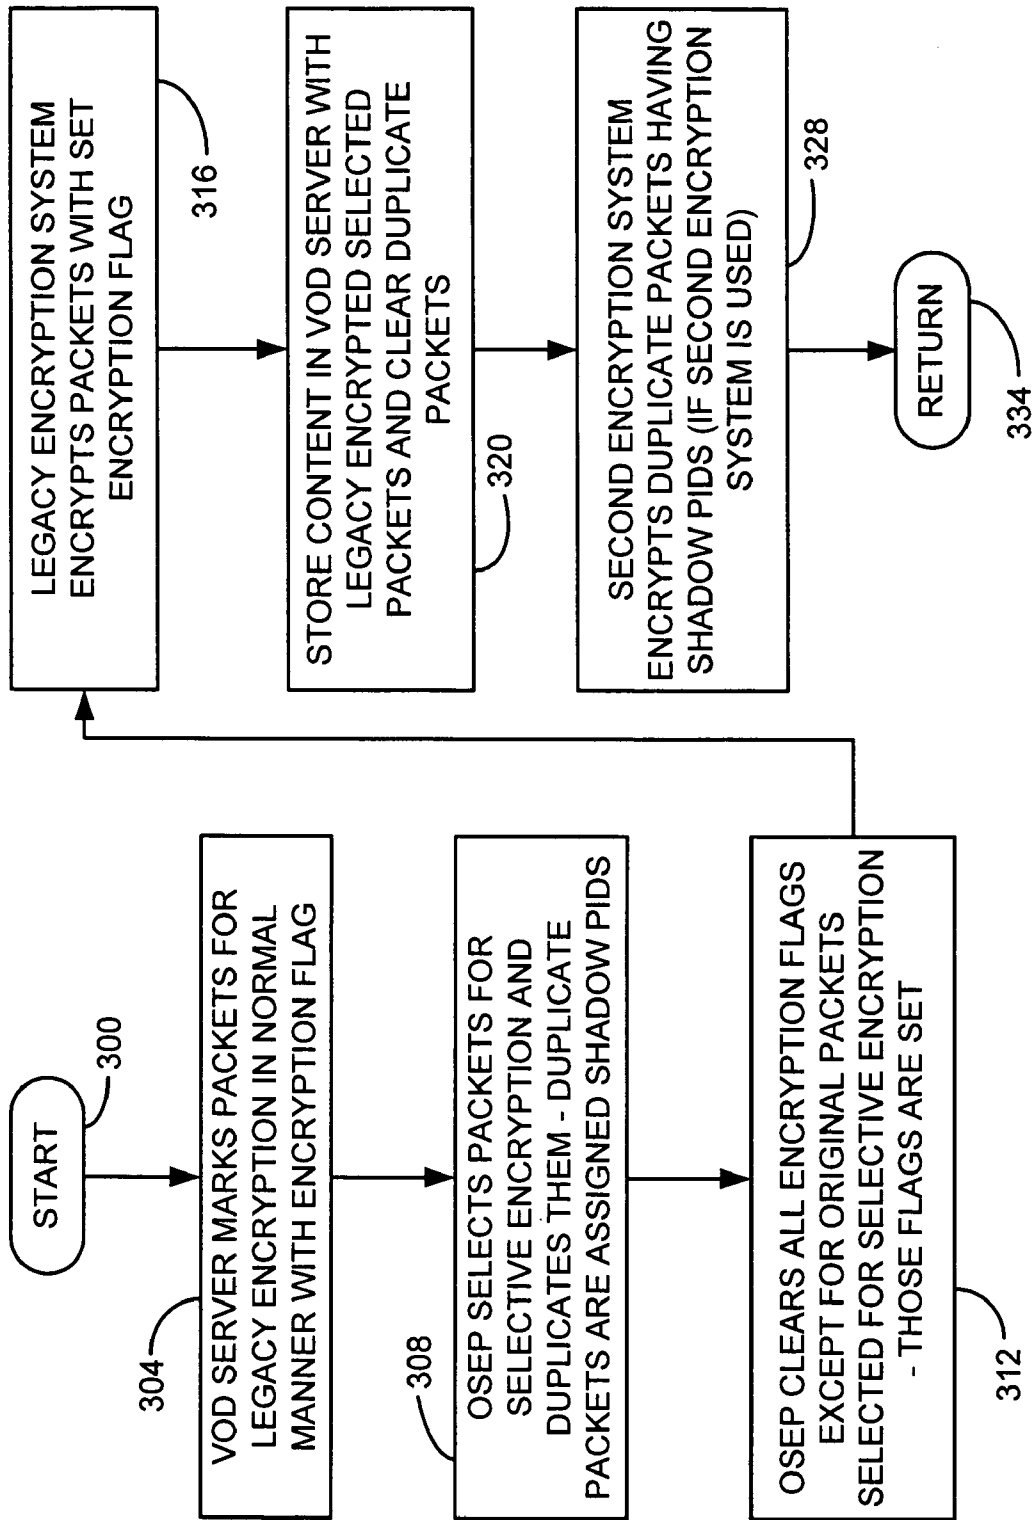 START
300
VOD SERVER MARKS PACKETS FOR
LEGACY ENCRYPTION IN NORMAL
MANNER WITH ENCRYPTION FLAG
304
OSEP SELECTS PACKETS FOR
SELECTIVE ENCRYPTION AND
DUPLICATES THEM - DUPLICATE
PACKETS ARE ASSIGNED SHADOW PIDS
308
OSEP CLEARS ALL ENCRYPTION FLAGS
EXCEPT FOR ORIGINAL PACKETS
SELECTED FOR SELECTIVE ENCRYPTION
- THOSE FLAGS ARE SET
312
LEGACY ENCRYPTION SYSTEM
ENCRYPTS PACKETS WITH SET
ENCRYPTION FLAG
316
STORE CONTENT IN VOD SERVER WITH
LEGACY ENCRYPTED SELECTED
PACKETS AND CLEAR DUPLICATE
PACKETS
320
SECOND ENCRYPTION SYSTEM
ENCRYPTS DUPLICATE PACKETS HAVING
SHADOW PIDS (IF SECOND ENCRYPTION
SYSTEM IS USED)
328
RETURN
334